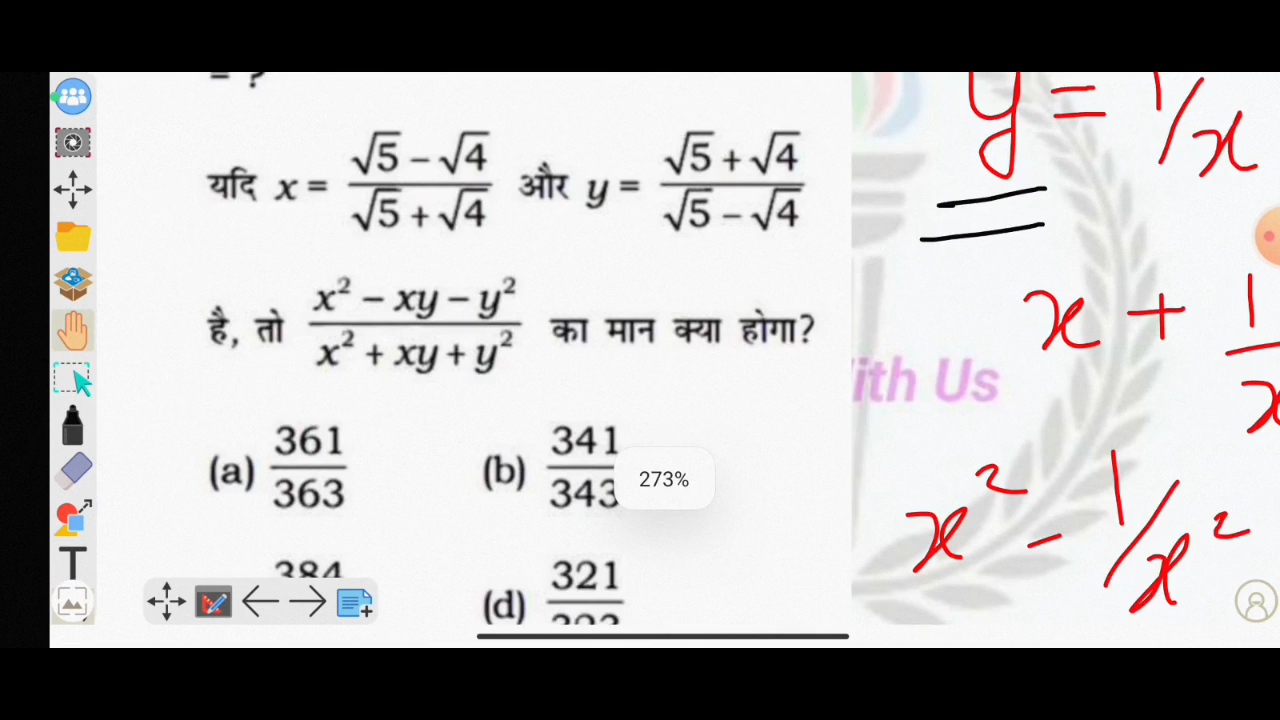 = ?
यदि x = (√5 − √4)/(√5 + √4) और y = (√5 + √4)/(√5 − √4)
है, तो (x² − xy − y²)/(x² + xy + y²) का मान क्या होगा?
(a) 361/363 (b) 341/343
384
(d) 321
273%
y = 1/x
x + 1/x
x² - 1/x²
ith Us
T